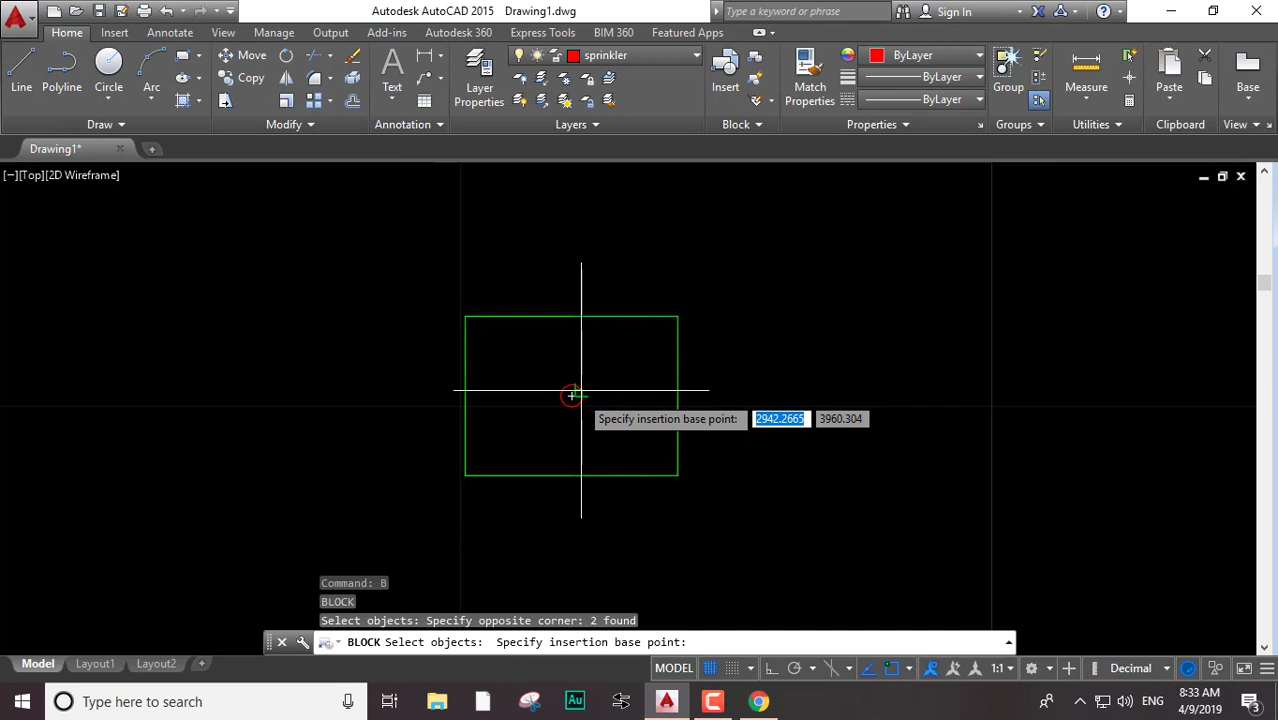 Autodesk AutoCAD 2015 Drawing1.dwg
Type a keyword or phrase
Sign In
Home Insert Annotate View Manage Output Add-ins Autodesk 360 Express Tools BIM 360 Featured Apps
Line
Polyline
Circle
Arc
Move
Copy
Text
Layer
Properties
sprinkler
Insert
Match
Properties
ByLayer
ByLayer
ByLayer
Group
Measure
Paste
Base
Draw Modify Annotation Layers Block Properties Groups Utilities Clipboard View
Drawing1*
[−][Top][2D Wireframe]
Specify insertion base point: 2942.2665 3960.304
Command: B
BLOCK
Select objects: Specify opposite corner: 2 found
BLOCK Select objects: Specify insertion base point:
Model Layout1 Layout2
MODEL 1:1 Decimal
Type here to search
Au
ENG
8:33 AM
4/9/2019
3